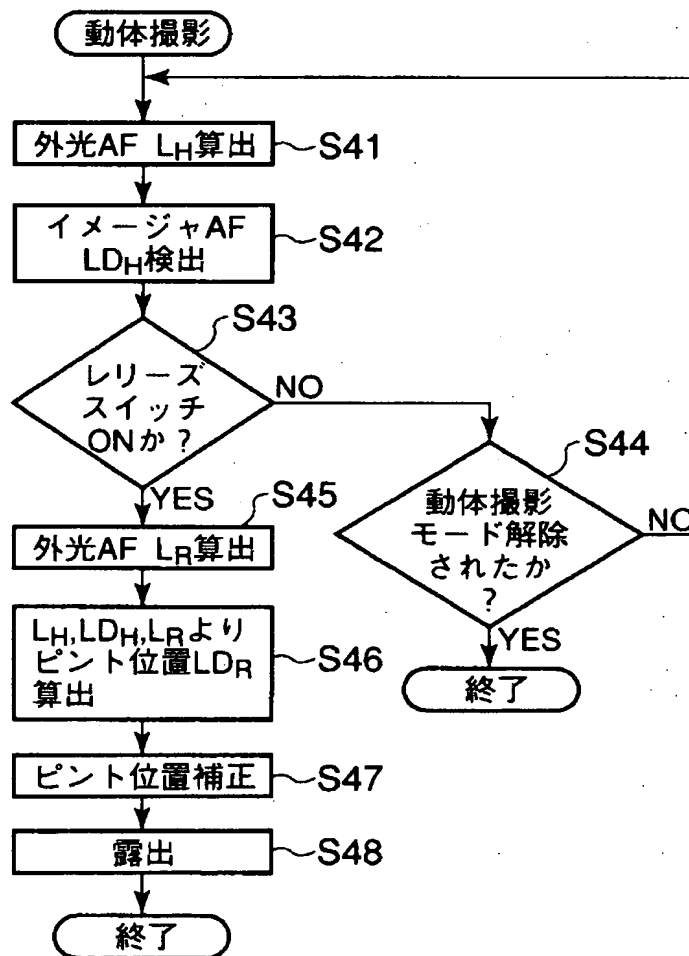 動体撮影
外光AF LH算出
S41
イメージャAF
LDH検出
S42
S43
レリーズ
スイッチ
ONか?
NO
YES
S44
動体撮影
モード解除
されたか
?
NO
YES
終了
S45
外光AF LR算出
LH,LDH,LRより
ピント位置LDR
算出
S46
ピント位置補正
S47
露出
S48
終了